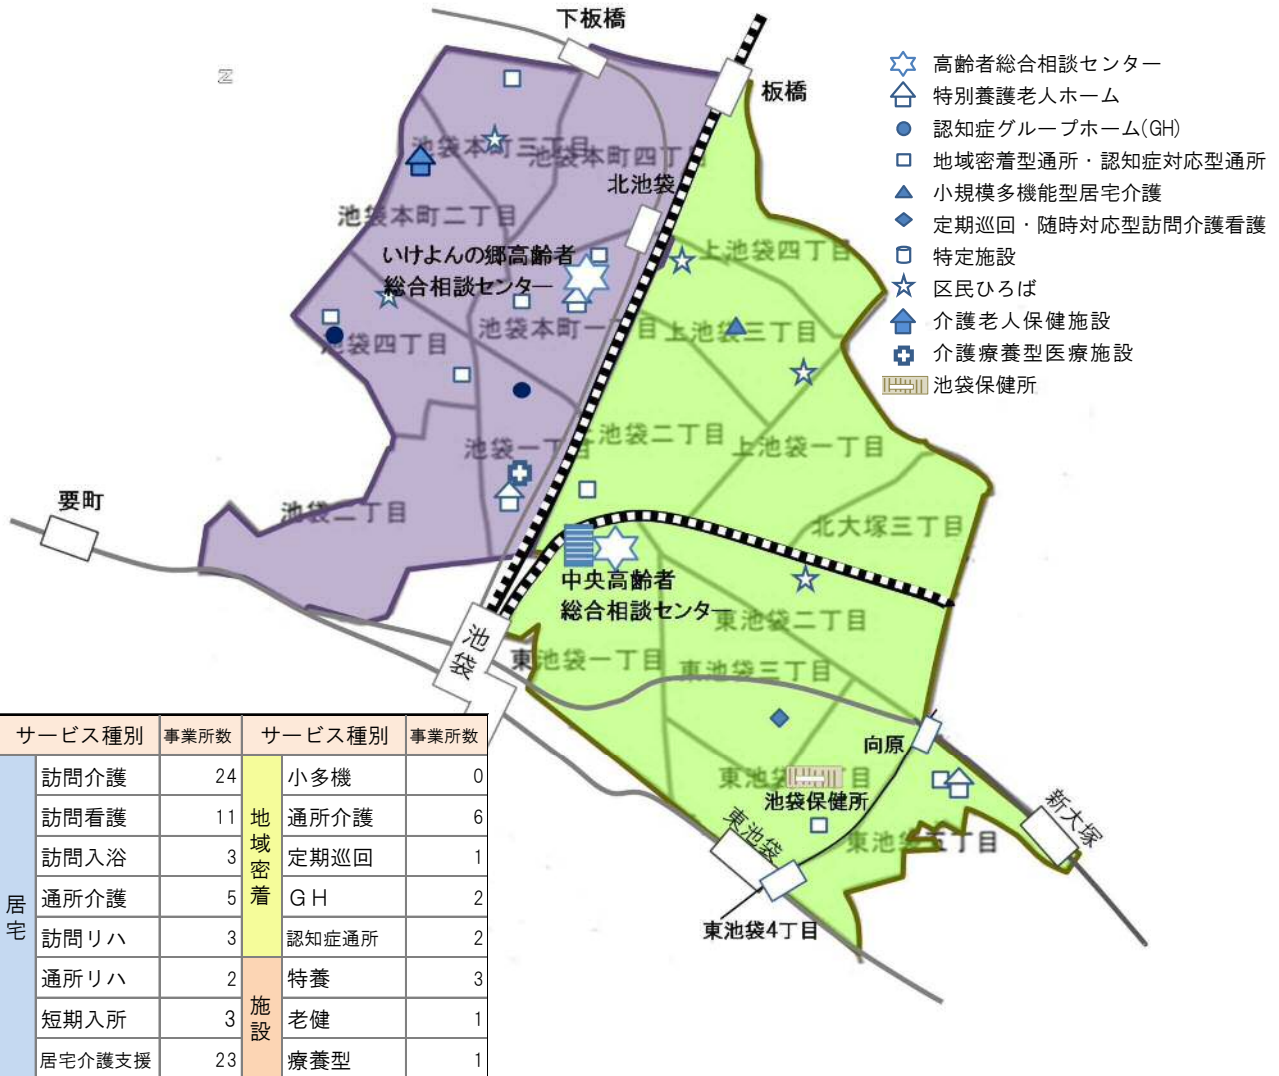 下板橋
板橋
北池袋
池袋本町三丁目
池袋本町四丁目
池袋本町二丁目
いけよんの郷高齢者
総合相談センター
池袋本町一丁目
池袋四丁目
上池袋四丁目
上池袋三丁目
上池袋二丁目
上池袋一丁目
池袋一丁目
池袋二丁目
北大塚三丁目
要町
中央高齢者
総合相談センター
東池袋二丁目
東池袋一丁目
東池袋三丁目
池袋
向原
池袋保健所
東池袋
東池袋五丁目
新大塚
東池袋4丁目
高齢者総合相談センター
特別養護老人ホーム
認知症グループホーム(GH)
地域密着型通所・認知症対応型通所
小規模多機能型居宅介護
定期巡回・随時対応型訪問介護看護
特定施設
区民ひろば
介護老人保健施設
介護療養型医療施設
池袋保健所
サービス種別 事業所数 サービス種別 事業所数
居宅 訪問介護 24 地域密着 小多機 0
訪問看護 11 通所介護 6
訪問入浴 3 定期巡回 1
通所介護 5 GH 2
訪問リハ 3 認知症通所 2
通所リハ 2 施設 特養 3
短期入所 3 老健 1
居宅介護支援 23 療養型 1